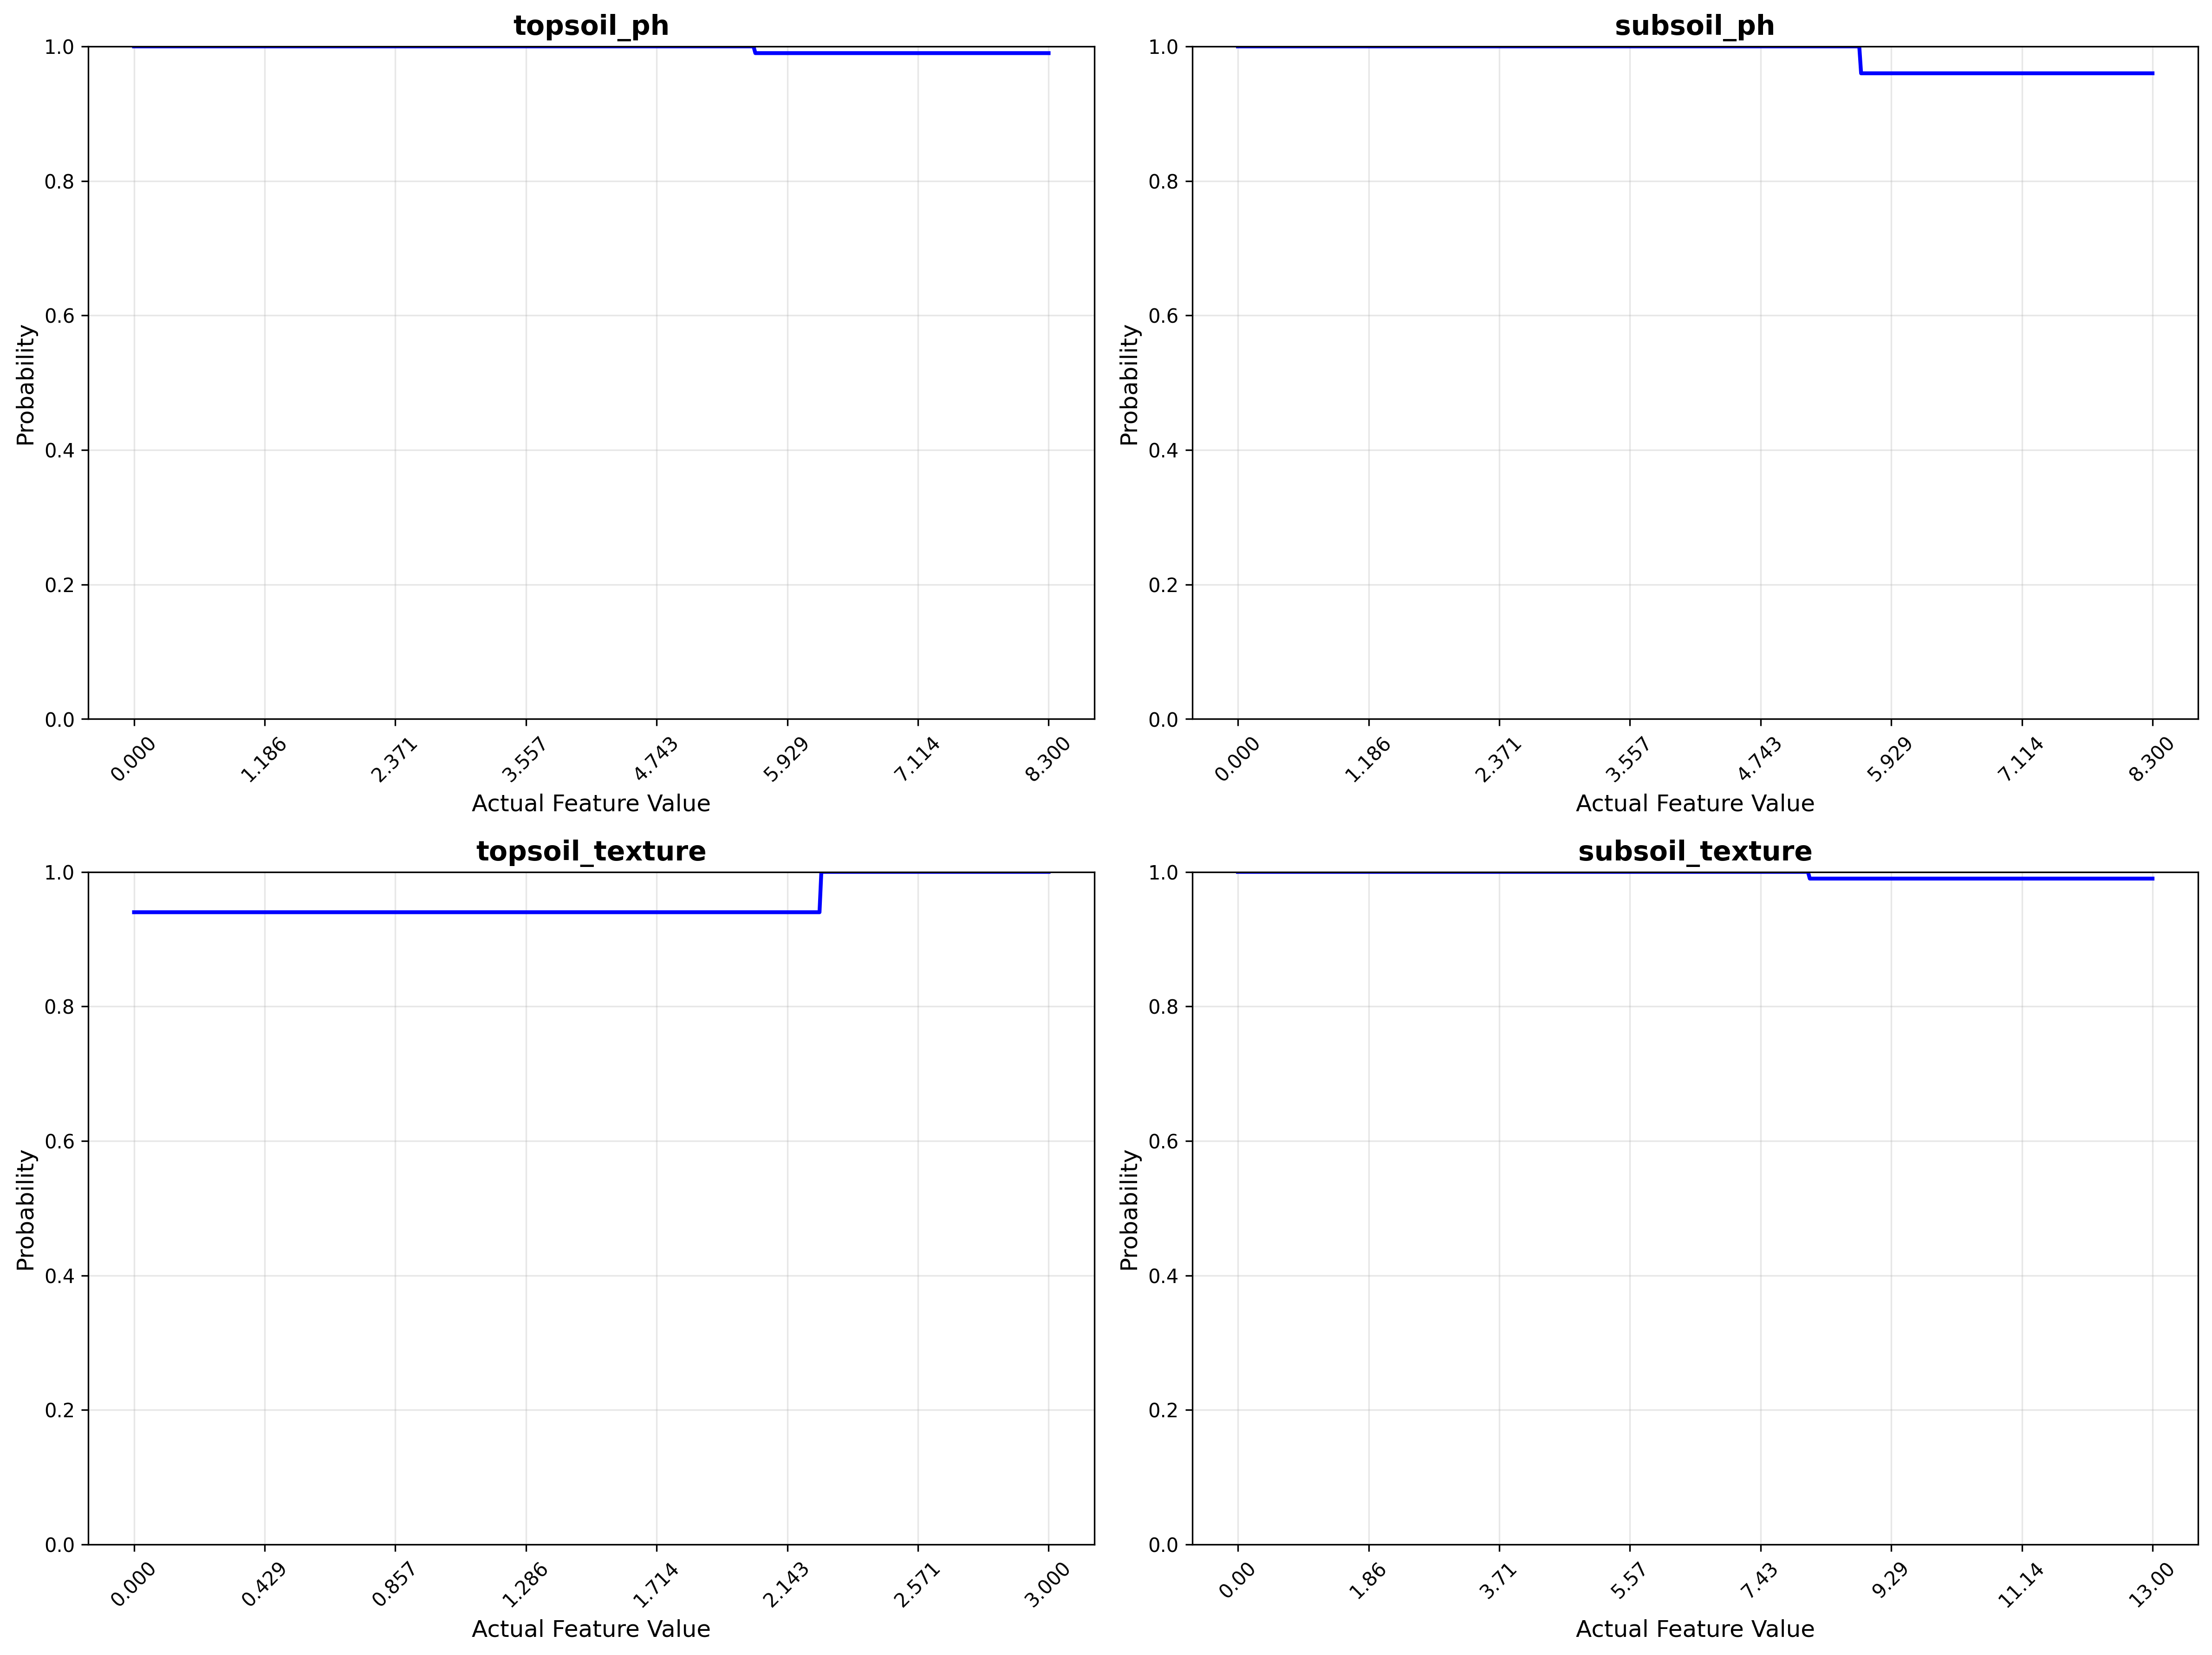 topsoil_ph
1.0
0.8
0.6
0.4
0.2
0.0
Probability
0.000 1.186 2.371 3.557 4.743 5.929 7.114 8.300
Actual Feature Value
subsoil_ph
1.0
0.8
0.6
0.4
0.2
0.0
Probability
0.000 1.186 2.371 3.557 4.743 5.929 7.114 8.300
Actual Feature Value
topsoil_texture
1.0
0.8
0.6
0.4
0.2
0.0
Probability
0.000 0.429 0.857 1.286 1.714 2.143 2.571 3.000
Actual Feature Value
subsoil_texture
1.0
0.8
0.6
0.4
0.2
0.0
Probability
0.00 1.86 3.71 5.57 7.43 9.29 11.14 13.00
Actual Feature Value